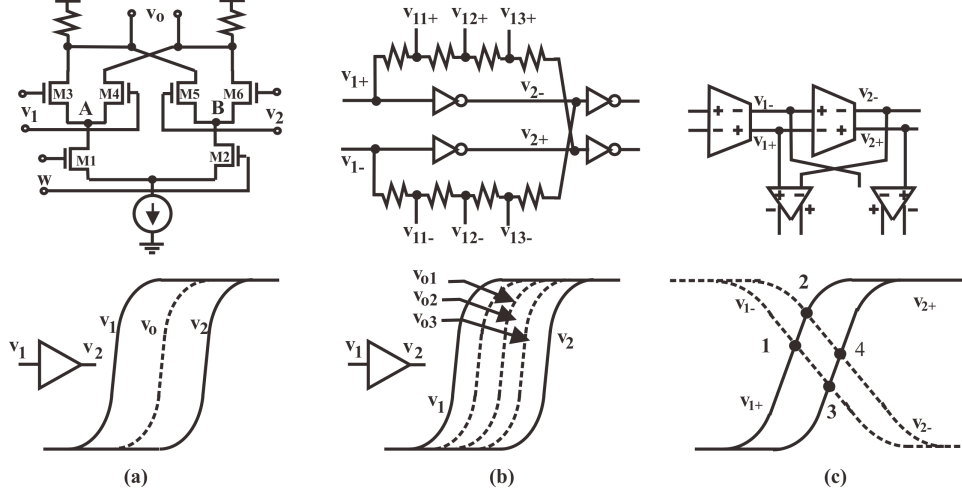 vo
M3
M4
M5
M6
v1
A
B
v2
M1
M2
w
v1
vo
v2
v1
v2
(a)
v11+
v12+
v13+
v1+
v2-
v2+
v1-
v11-
v12-
v13-
vo1
vo2
vo3
v1
v2
v1
v2
(b)
+ +
- -
v1-
v2-
- -
+ +
v1+
v2+
+ -
- +
- +
+ -
2
v1-
v2+
1
4
3
v1+
v2-
(c)